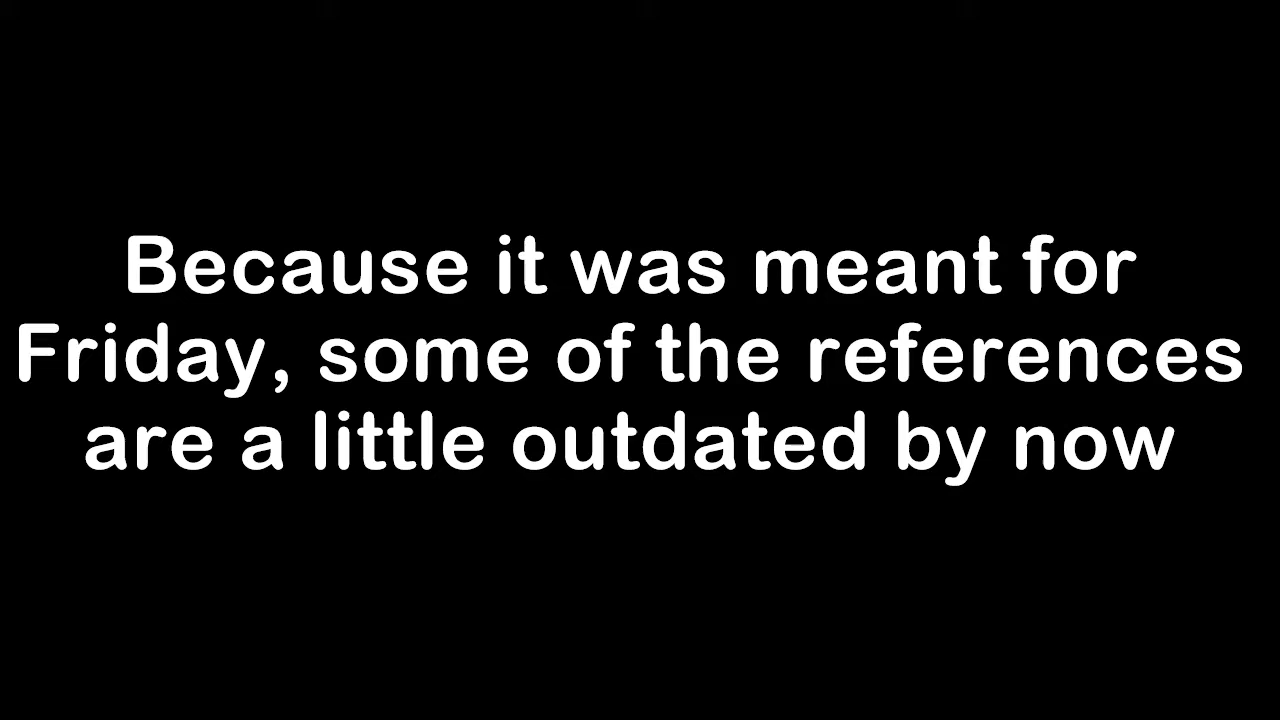 Because it was meant for
Friday, some of the references
are a little outdated by now